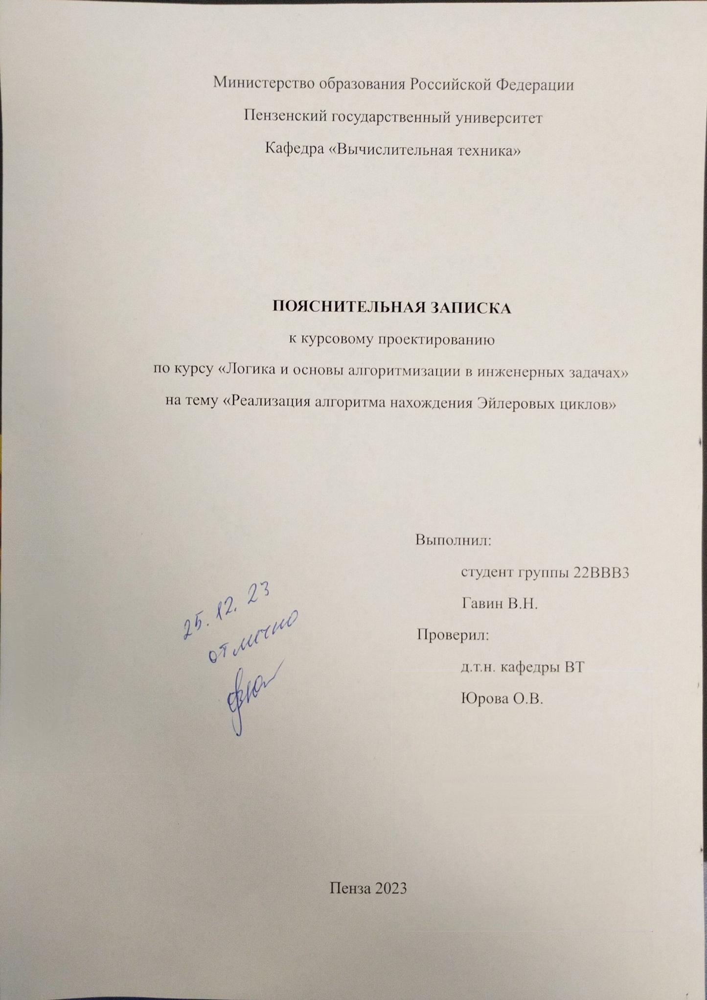 Министерство образования Российской Федерации
Пензенский государственный университет
Кафедра «Вычислительная техника»
ПОЯСНИТЕЛЬНАЯ ЗАПИСКА
к курсовому проектированию
по курсу «Логика и основы алгоритмизации в инженерных задачах»
на тему «Реализация алгоритма нахождения Эйлеровых циклов»
Выполнил:
студент группы 22ВВВ3
Гавин В.Н.
Проверил:
д.т.н. кафедры ВТ
Юрова О.В.
25.12.23
отлично
Пенза 2023